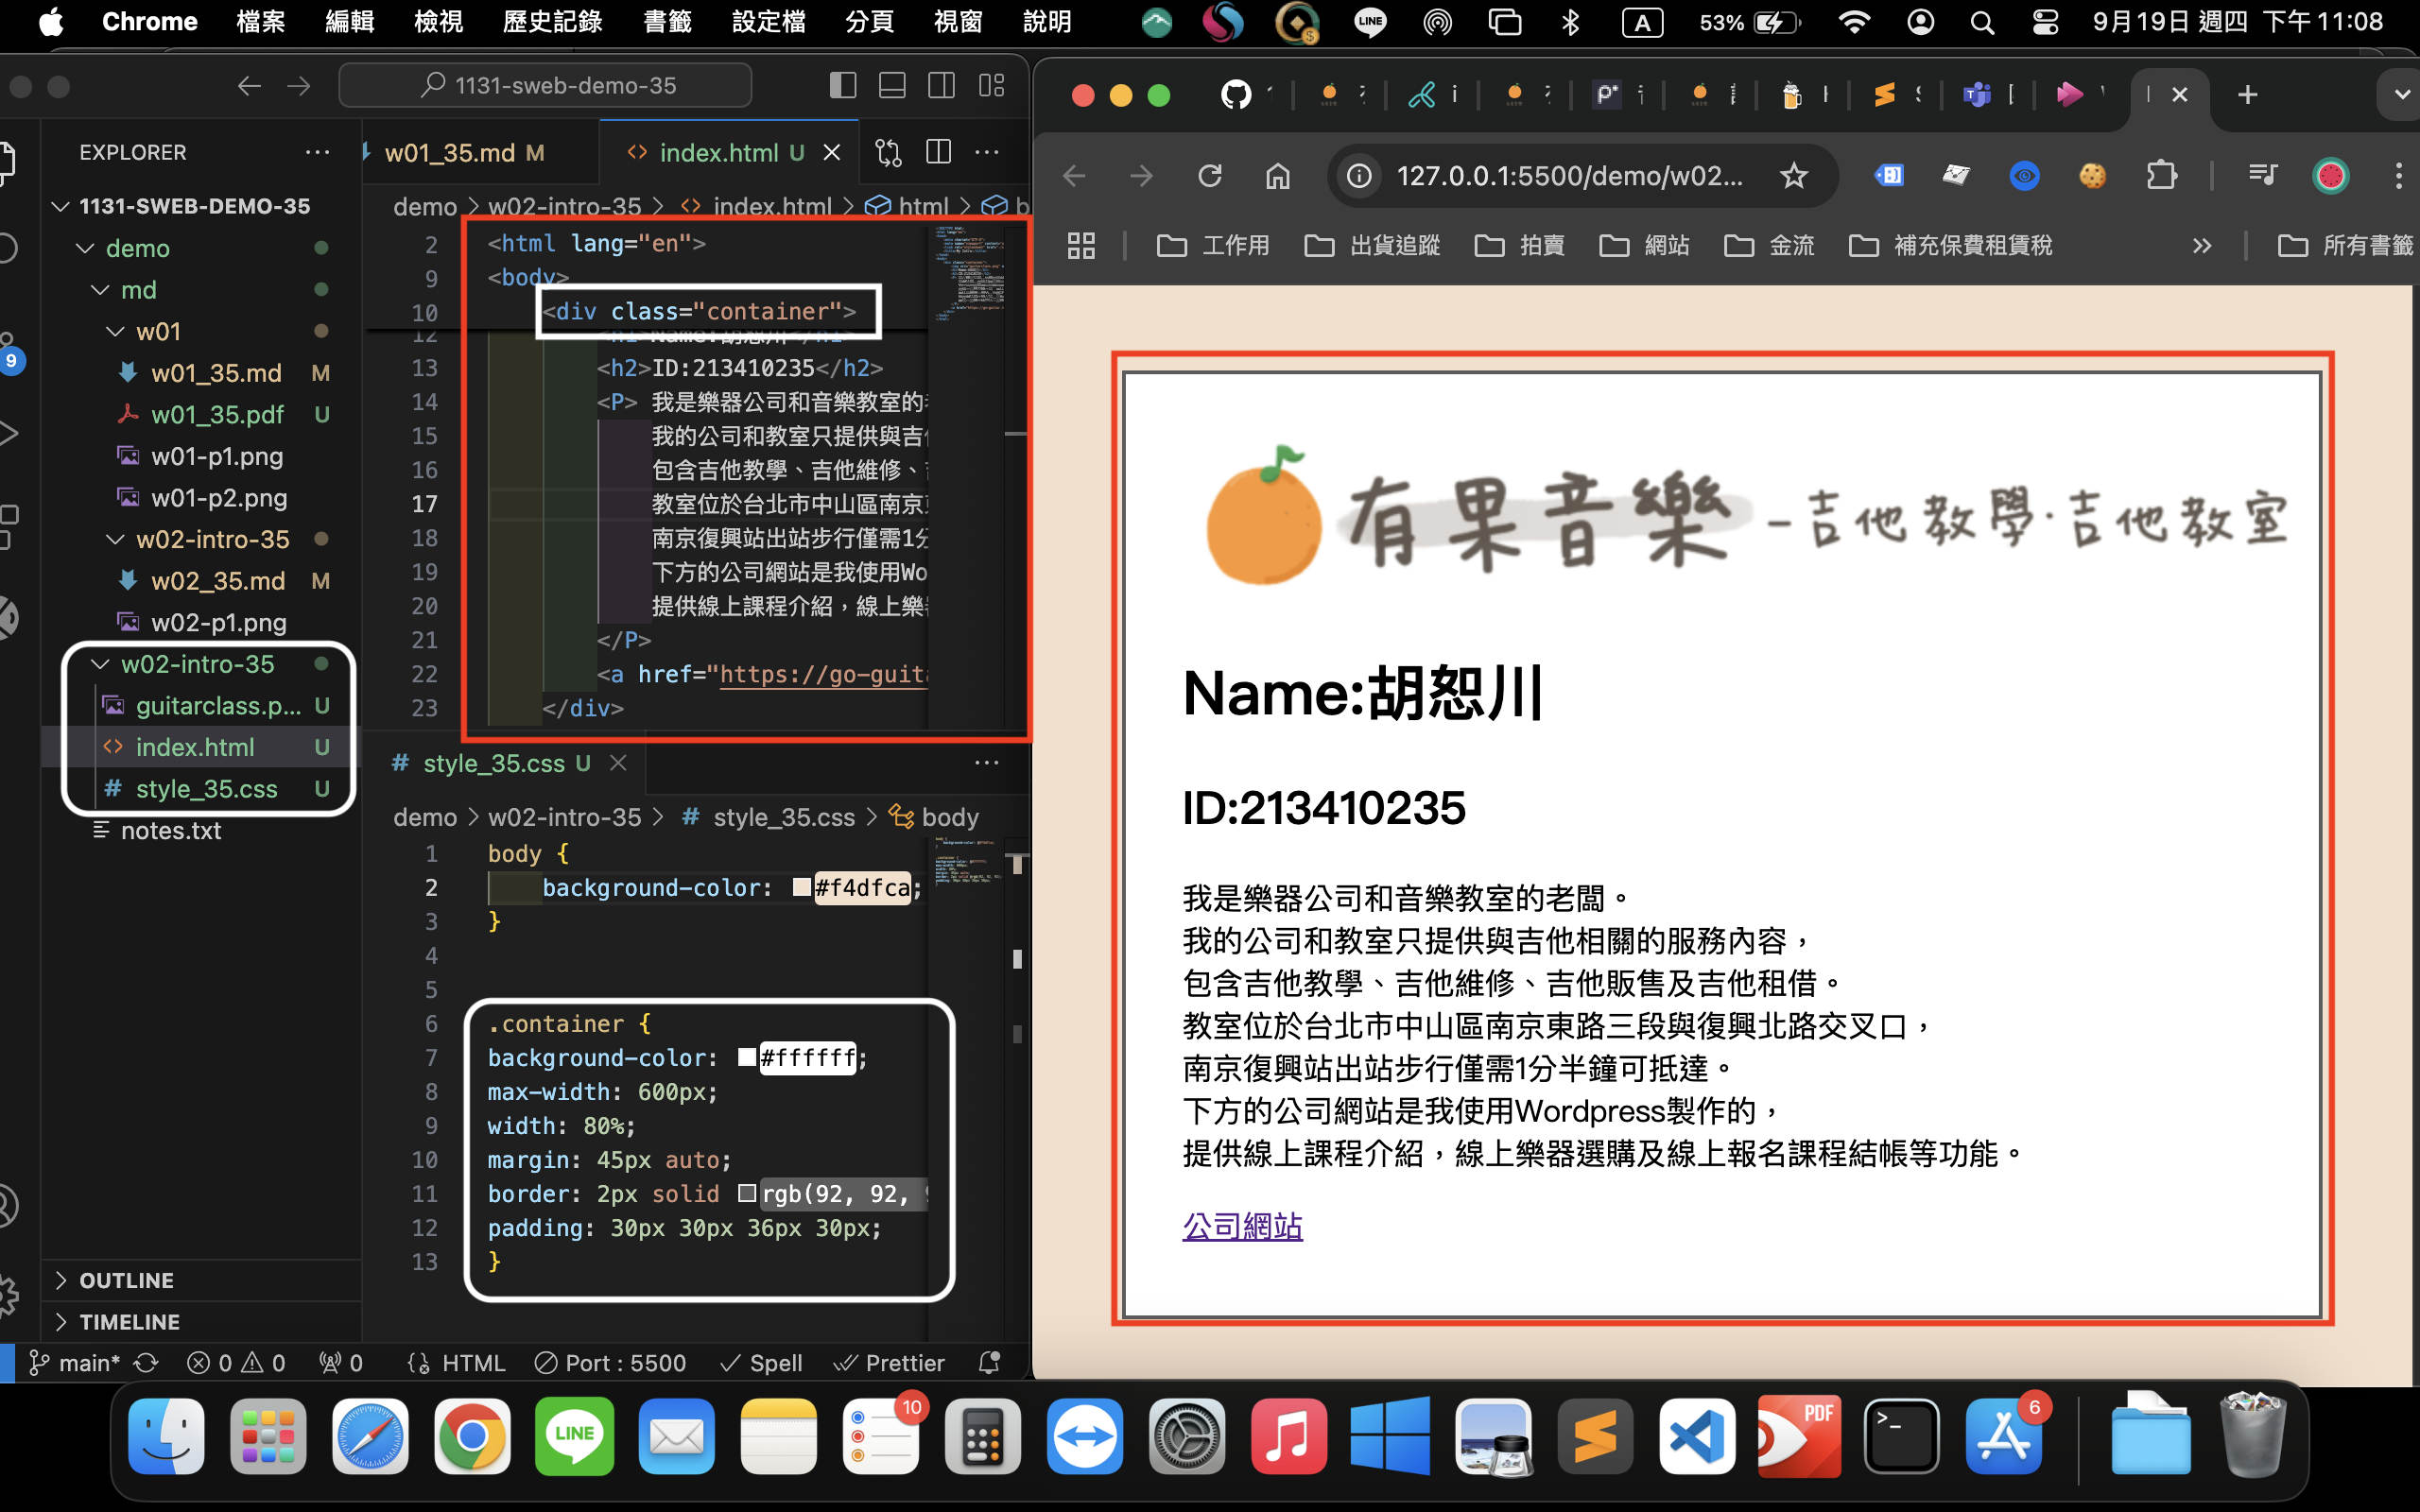 Chrome 檔案 編輯 檢視 歷史記錄 書籤 設定檔 分頁 視窗 說明 LINE A 53% 9月19日 週四 下午11:08
1131-sweb-demo-35
EXPLORER
1131-SWEB-DEMO-35
demo
md
w01
w01_35.md M
w01_35.pdf U
w01-p1.png
w01-p2.png
w02-intro-35
w02_35.md M
w02-p1.png
w02-intro-35
guitarclass.p... U
index.html U
style_35.css U
notes.txt
OUTLINE
TIMELINE
9
w01_35.md M
index.html U
demo > w02-intro-35 > index.html > html > b
2 <html lang="en">
9 <body>
10 <div class="container">
12 <h1>Name:胡恕川</h1>
13 <h2>ID:213410235</h2>
14 <P> 我是樂器公司和音樂教室的
15 我的公司和教室只提供與吉
16 包含吉他教學、吉他維修、
17 教室位於台北市中山區南京
18 南京復興站出站步行僅需1分
19 下方的公司網站是我使用Wo
20 提供線上課程介紹，線上樂
21 </P>
22 <a href="https://go-guit
23 </div>
style_35.css U
demo > w02-intro-35 > style_35.css > body
1 body {
2 background-color: #f4dfca;
3 }
4
5
6 .container {
7 background-color: #ffffff;
8 max-width: 600px;
9 width: 80%;
10 margin: 45px auto;
11 border: 2px solid rgb(92, 92,
12 padding: 30px 30px 36px 30px;
13 }
main* 0 0 0 HTML Port : 5500 Spell Prettier
127.0.0.1:5500/demo/w02...
工作用 出貨追蹤 拍賣 網站 金流 補充保費租賃稅 所有書籤
有果音樂 -吉他教學·吉他教室
Name:胡恕川
ID:213410235
我是樂器公司和音樂教室的老闆。
我的公司和教室只提供與吉他相關的服務內容，
包含吉他教學、吉他維修、吉他販售及吉他租借。
教室位於台北市中山區南京東路三段與復興北路交叉口，
南京復興站出站步行僅需1分半鐘可抵達。
下方的公司網站是我使用Wordpress製作的，
提供線上課程介紹，線上樂器選購及線上報名課程結帳等功能。
公司網站
LINE 10 PDF 6